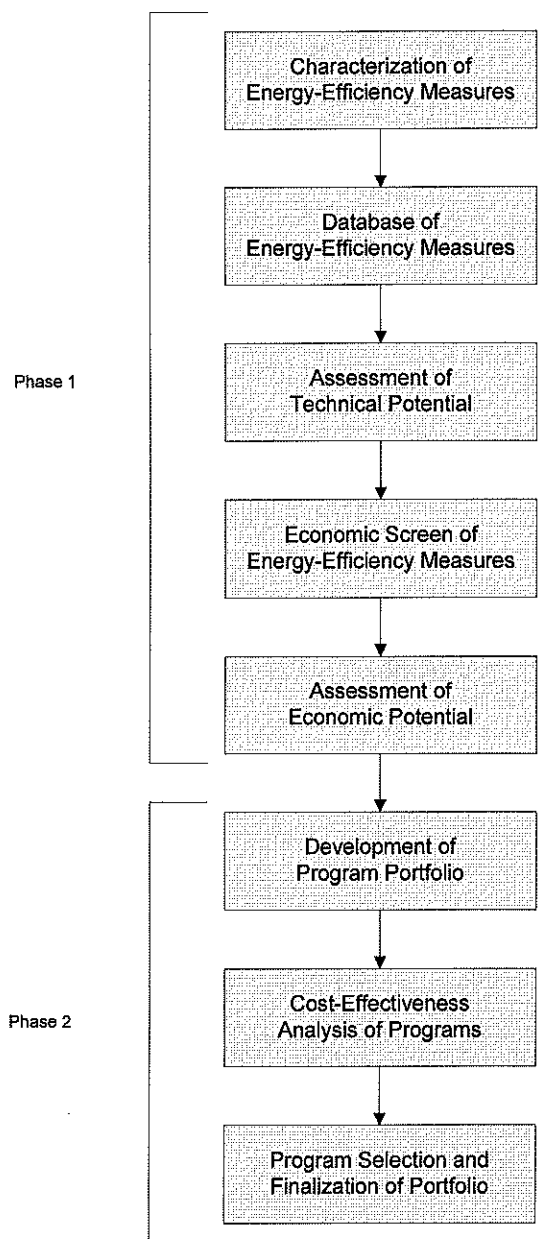 Characterization of
Energy-Efficiency Measures
Database of
Energy-Efficiency Measures
Phase 1
Assessment of
Technical Potential
Economic Screen of
Energy-Efficiency Measures
Assessment of
Economic Potential
Development of
Program Portfolio
Phase 2
Cost-Effectiveness
Analysis of Programs
Program Selection and
Finalization of Portfolio